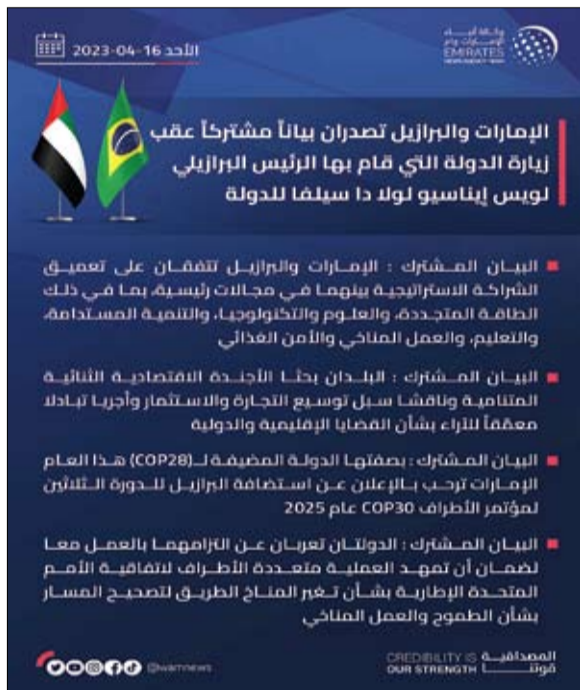 الأحد 16-04-2023
وكالة أنباء
الإمارات وام
EMIRATES
NEWS AGENCY WAM
الإمارات والبرازيل تصدران بياناً مشتركاً عقب
زيارة الدولة التي قام بها الرئيس البرازيلي
لويس إيناسيو لولا دا سيلفا للدولة
البيان المشترك : الإمارات والبرازيل تتفقان على تعميق
الشراكة الاستراتيجية بينهما في مجالات رئيسية، بما في ذلك
الطاقة المتجددة، والعلوم والتكنولوجيا، والتنمية المستدامة،
والتعليم، والعمل المناخي والأمن الغذائي
البيان المشترك : البلدان بحثا الأجندة الاقتصادية الثنائية
المتنامية وناقشا سبل توسيع التجارة والاستثمار وأجريا تبادلا
معمّقاً للآراء بشأن القضايا الإقليمية والدولية
البيان المشترك : بصفتها الدولة المضيفة لـ(COP28) هذا العام
الإمارات ترحب بالإعلان عن استضافة البرازيل للدورة الثلاثين
لمؤتمر الأطراف COP30 عام 2025
البيان المشترك : الدولتان تعربان عن التزامهما بالعمل معا
لضمان أن تمهد العملية متعددة الأطراف لاتفاقية الأمم
المتحدة الإطارية بشأن تغير المناخ الطريق لتصحيح المسار
بشأن الطموح والعمل المناخي
المصداقية
قوتنا
CREDIBILITY IS
OUR STRENGTH
@wamnews